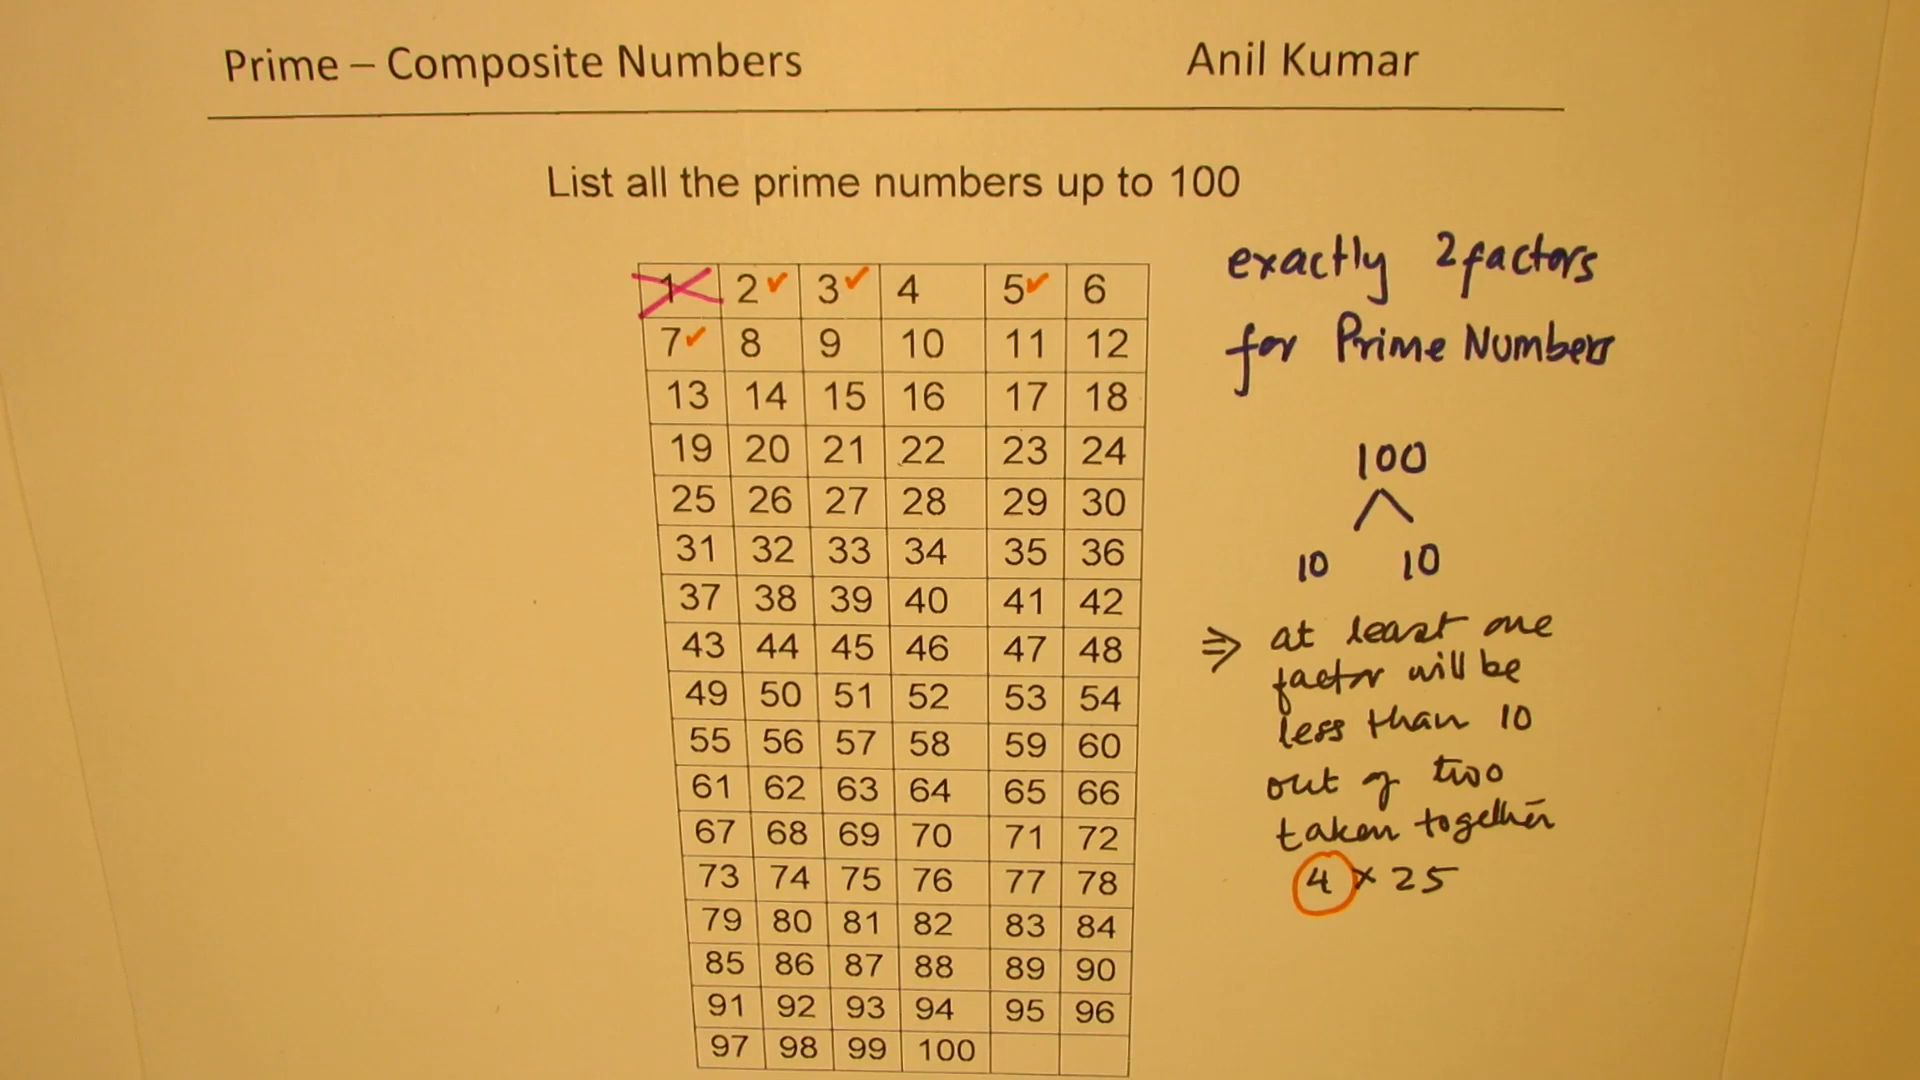 Prime – Composite Numbers Anil Kumar
List all the prime numbers up to 100
1 2 ✓ 3 ✓ 4 5 ✓ 6
7 ✓ 8 9 10 11 12
13 14 15 16 17 18
19 20 21 22 23 24
25 26 27 28 29 30
31 32 33 34 35 36
37 38 39 40 41 42
43 44 45 46 47 48
49 50 51 52 53 54
55 56 57 58 59 60
61 62 63 64 65 66
67 68 69 70 71 72
73 74 75 76 77 78
79 80 81 82 83 84
85 86 87 88 89 90
91 92 93 94 95 96
97 98 99 100
exactly 2 factors
for Prime Numbers
100
10 10
⇒ at least one
factor will be
less than 10
out of two
taken together
4 × 25